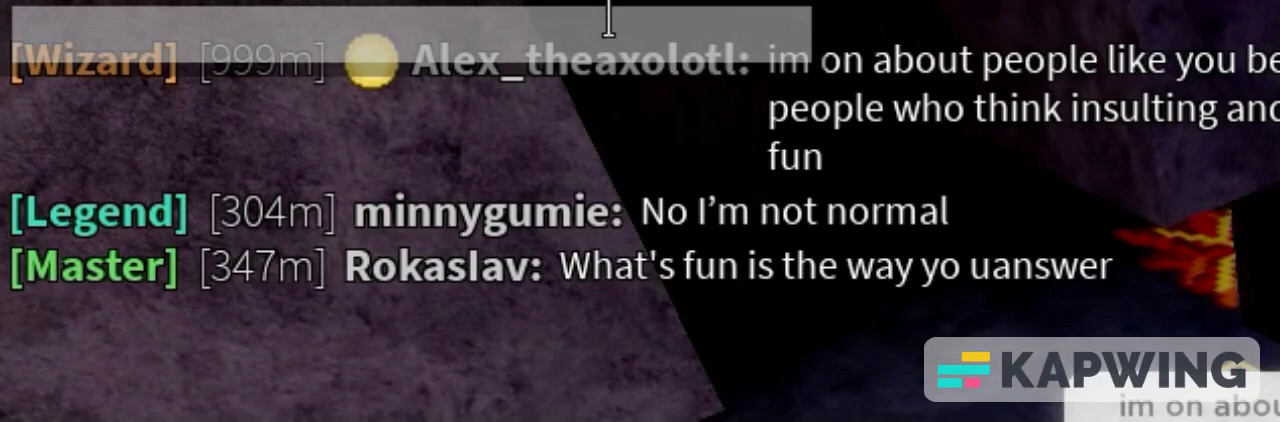 [Wizard] [999m] Alex_theaxolotl: im on about people like you be
people who think insulting and
fun
[Legend] [304m] minnygumie: No I’m not normal
[Master] [347m] Rokaslav: What's fun is the way yo uanswer
KAPWING
im on abou